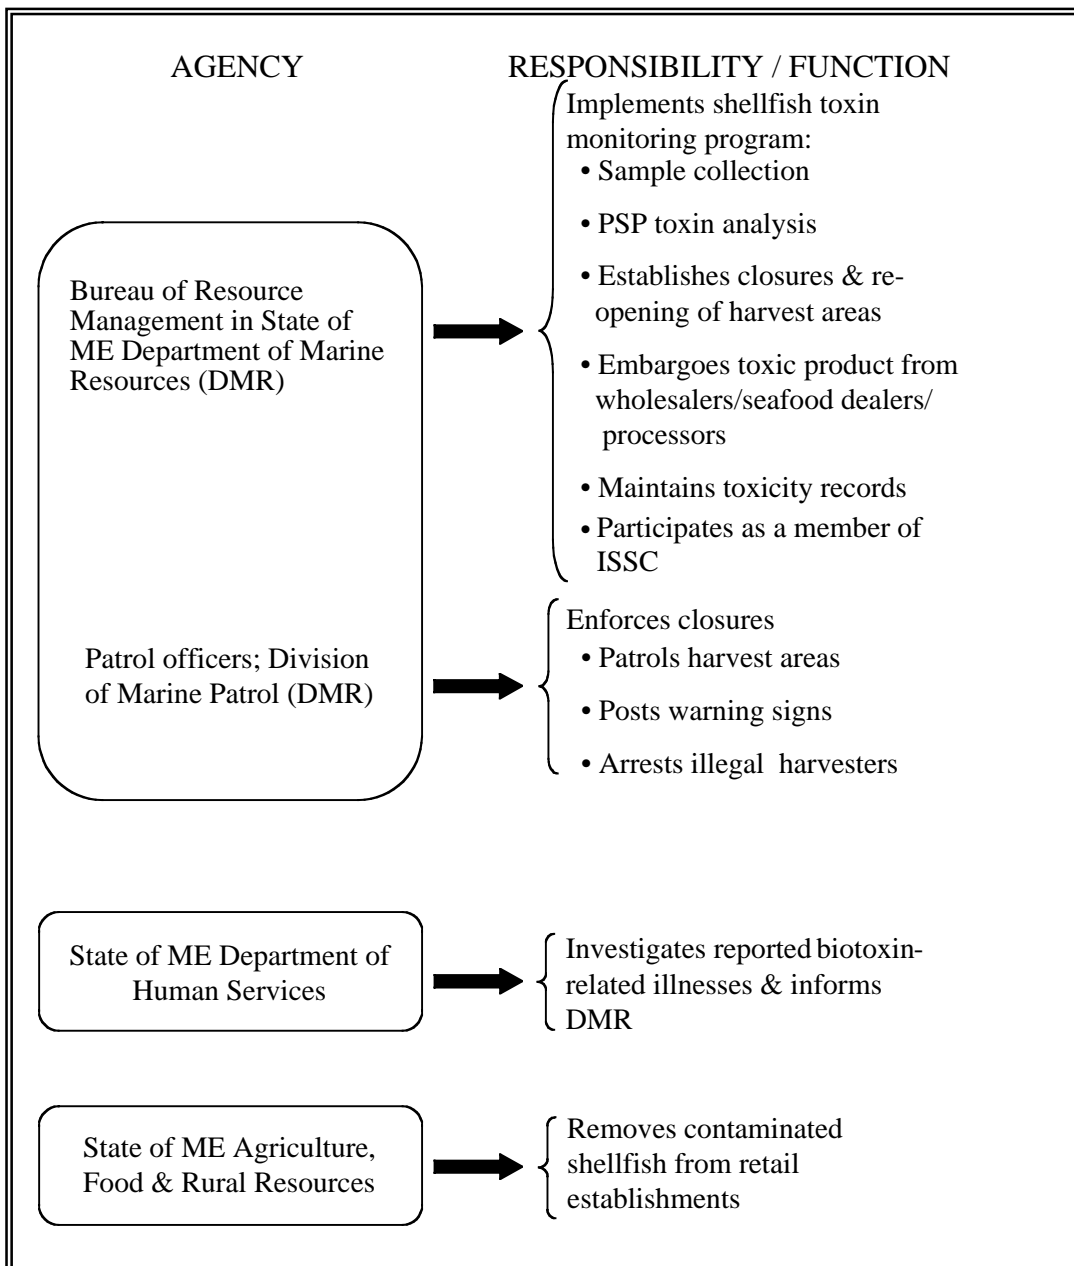 AGENCY
RESPONSIBILITY / FUNCTION
Bureau of Resource
Management in State of
ME Department of Marine
Resources (DMR)
Implements shellfish toxin
monitoring program:
• Sample collection
• PSP toxin analysis
• Establishes closures & re-
opening of harvest areas
• Embargoes toxic product from
wholesalers/seafood dealers/
processors
• Maintains toxicity records
• Participates as a member of
ISSC
Patrol officers; Division
of Marine Patrol (DMR)
Enforces closures
• Patrols harvest areas
• Posts warning signs
• Arrests illegal harvesters
State of ME Department of
Human Services
Investigates reported biotoxin-
related illnesses & informs
DMR
State of ME Agriculture,
Food & Rural Resources
Removes contaminated
shellfish from retail
establishments